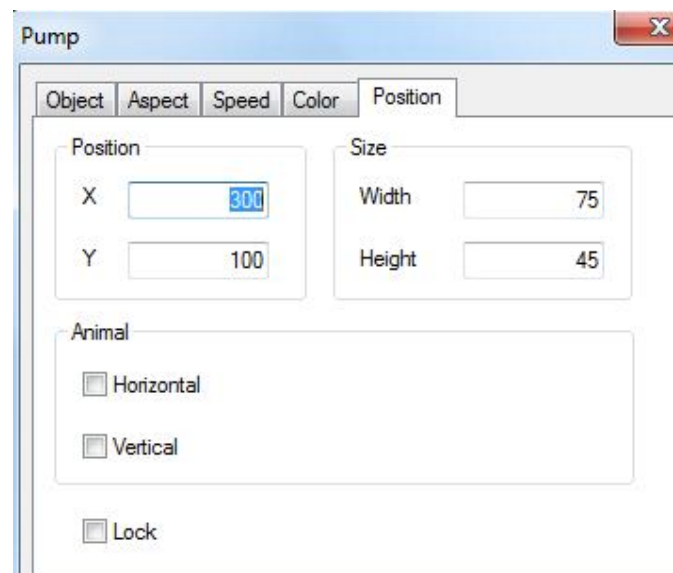 Pump
Object Aspect Speed Color Position
Position Size
X 300 Width 75
Y 100 Height 45
Animal
Horizontal
Vertical
Lock